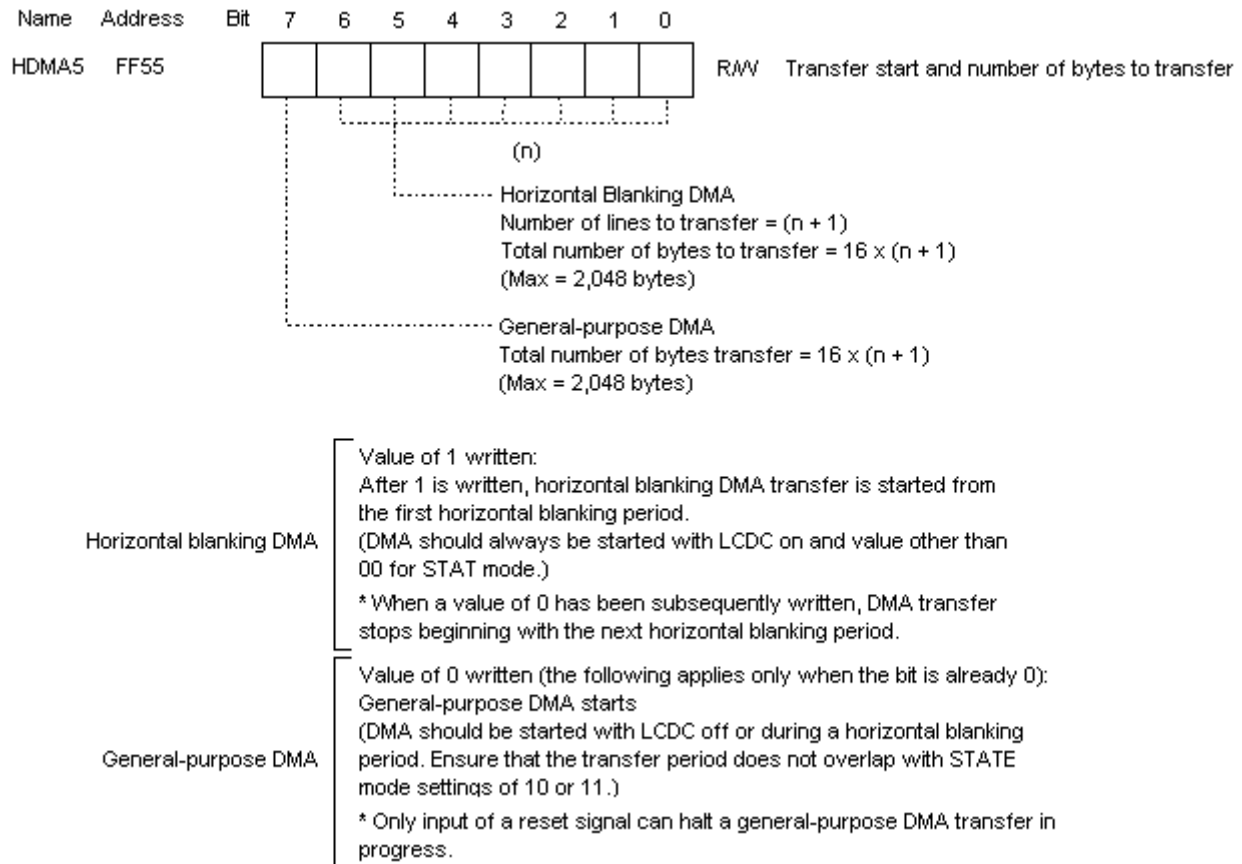 Name Address Bit 7 6 5 4 3 2 1 0
HDMA5 FF55 R/W Transfer start and number of bytes to transfer
(n)
Horizontal Blanking DMA
Number of lines to transfer = (n + 1)
Total number of bytes to transfer = 16 x (n + 1)
(Max = 2,048 bytes)
General-purpose DMA
Total number of bytes transfer = 16 x (n + 1)
(Max = 2,048 bytes)
Horizontal blanking DMA
Value of 1 written:
After 1 is written, horizontal blanking DMA transfer is started from
the first horizontal blanking period.
(DMA should always be started with LCDC on and value other than
00 for STAT mode.)
* When a value of 0 has been subsequently written, DMA transfer
stops beginning with the next horizontal blanking period.
General-purpose DMA
Value of 0 written (the following applies only when the bit is already 0):
General-purpose DMA starts
(DMA should be started with LCDC off or during a horizontal blanking
period. Ensure that the transfer period does not overlap with STATE
mode settings of 10 or 11.)
* Only input of a reset signal can halt a general-purpose DMA transfer in
progress.